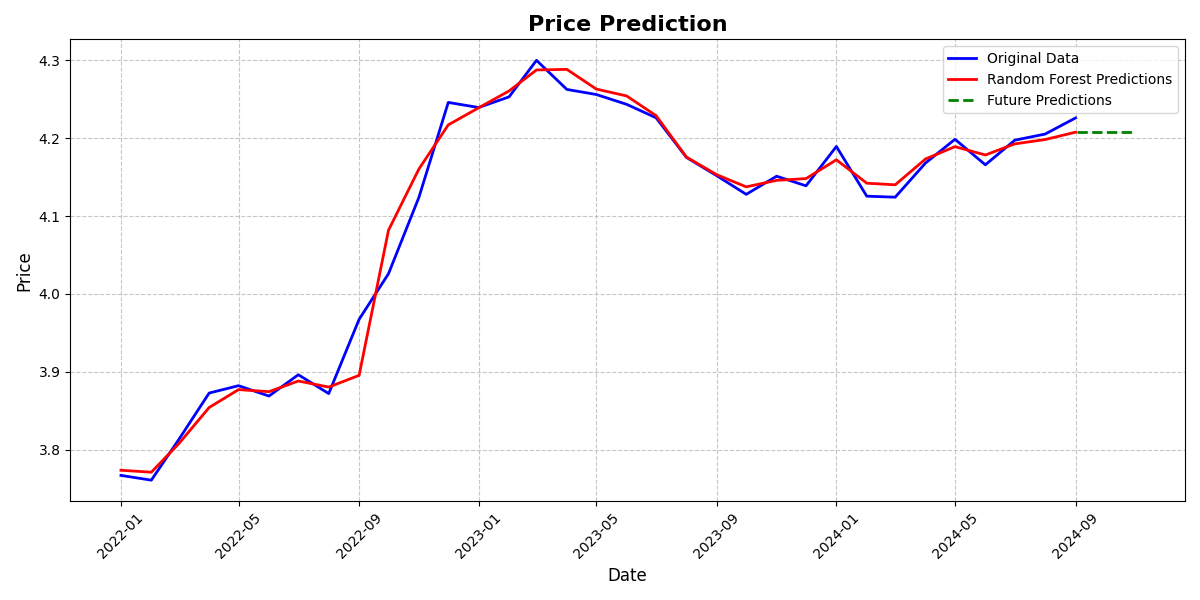 Price Prediction
Original Data
Random Forest Predictions
Future Predictions
4.3
4.2
4.1
4.0
3.9
3.8
Price
2022-01
2022-05
2022-09
2023-01
2023-05
2023-09
2024-01
2024-05
2024-09
Date